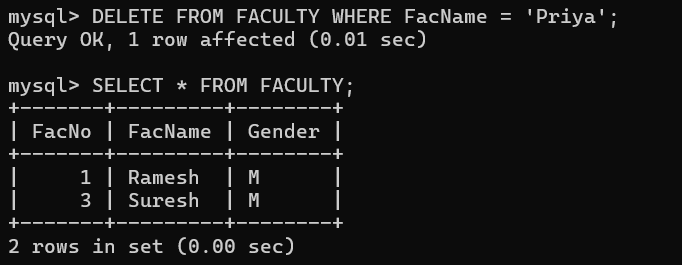 mysql> DELETE FROM FACULTY WHERE FacName = 'Priya';
Query OK, 1 row affected (0.01 sec)

mysql> SELECT * FROM FACULTY;
+-------+---------+--------+
| FacNo | FacName | Gender |
+-------+---------+--------+
|     1 | Ramesh  | M      |
|     3 | Suresh  | M      |
+-------+---------+--------+
2 rows in set (0.00 sec)